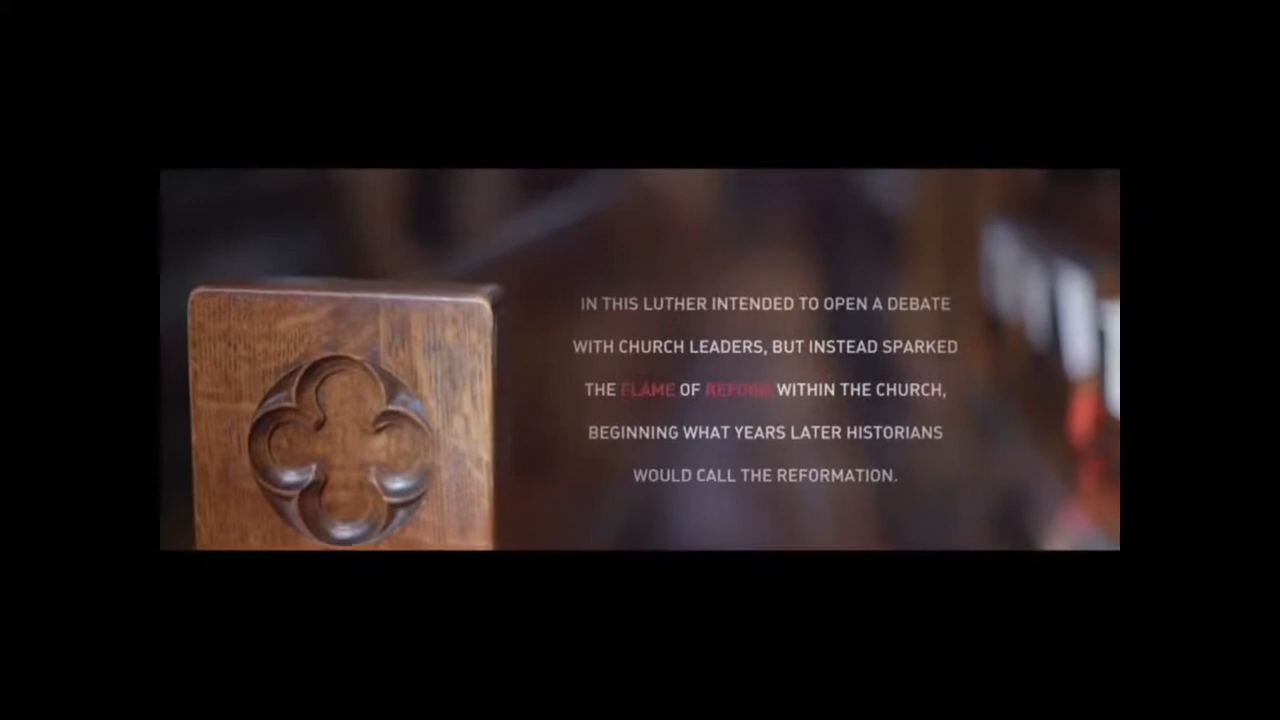 IN THIS LUTHER INTENDED TO OPEN A DEBATE
WITH CHURCH LEADERS, BUT INSTEAD SPARKED
THE FLAME OF REFORM WITHIN THE CHURCH,
BEGINNING WHAT YEARS LATER HISTORIANS
WOULD CALL THE REFORMATION.